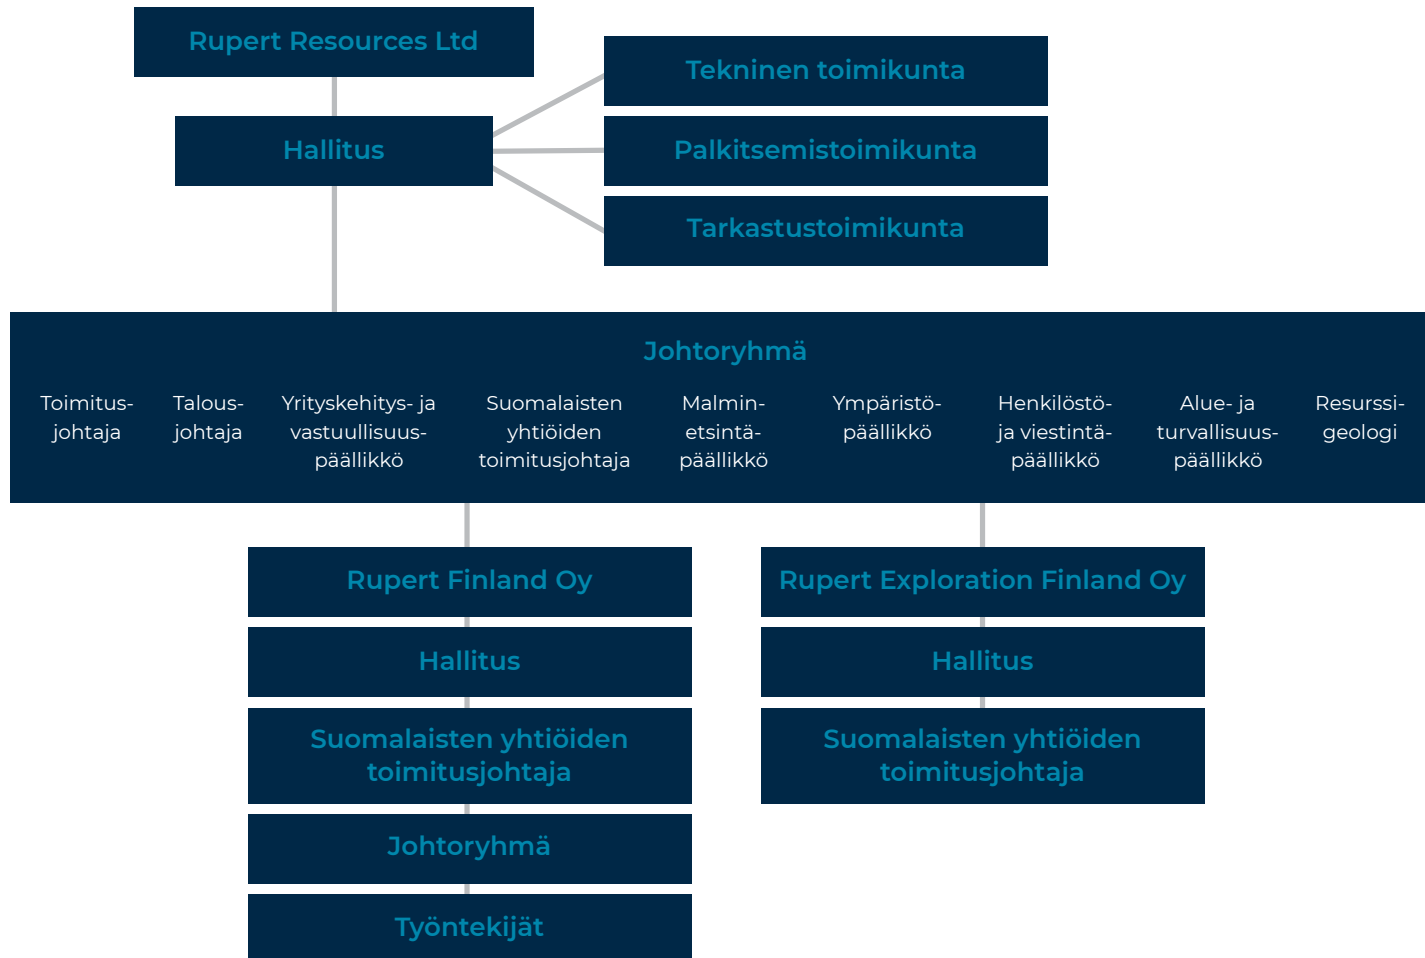 Rupert Resources Ltd
Hallitus
Tekninen toimikunta
Palkitsemistoimikunta
Tarkastustoimikunta
Johtoryhmä
Toimitus-
johtaja
Talous-
johtaja
Yrityskehitys- ja
vastuullisuus-
päällikkö
Suomalaisten
yhtiöiden
toimitusjohtaja
Malmin-
etsintä-
päällikkö
Ympäristö-
päällikkö
Henkilöstö-
ja viestintä-
päällikkö
Alue- ja
turvallisuus-
päällikkö
Resurssi-
geologi
Rupert Finland Oy
Hallitus
Suomalaisten yhtiöiden
toimitusjohtaja
Johtoryhmä
Työntekijät
Rupert Exploration Finland Oy
Hallitus
Suomalaisten yhtiöiden
toimitusjohtaja